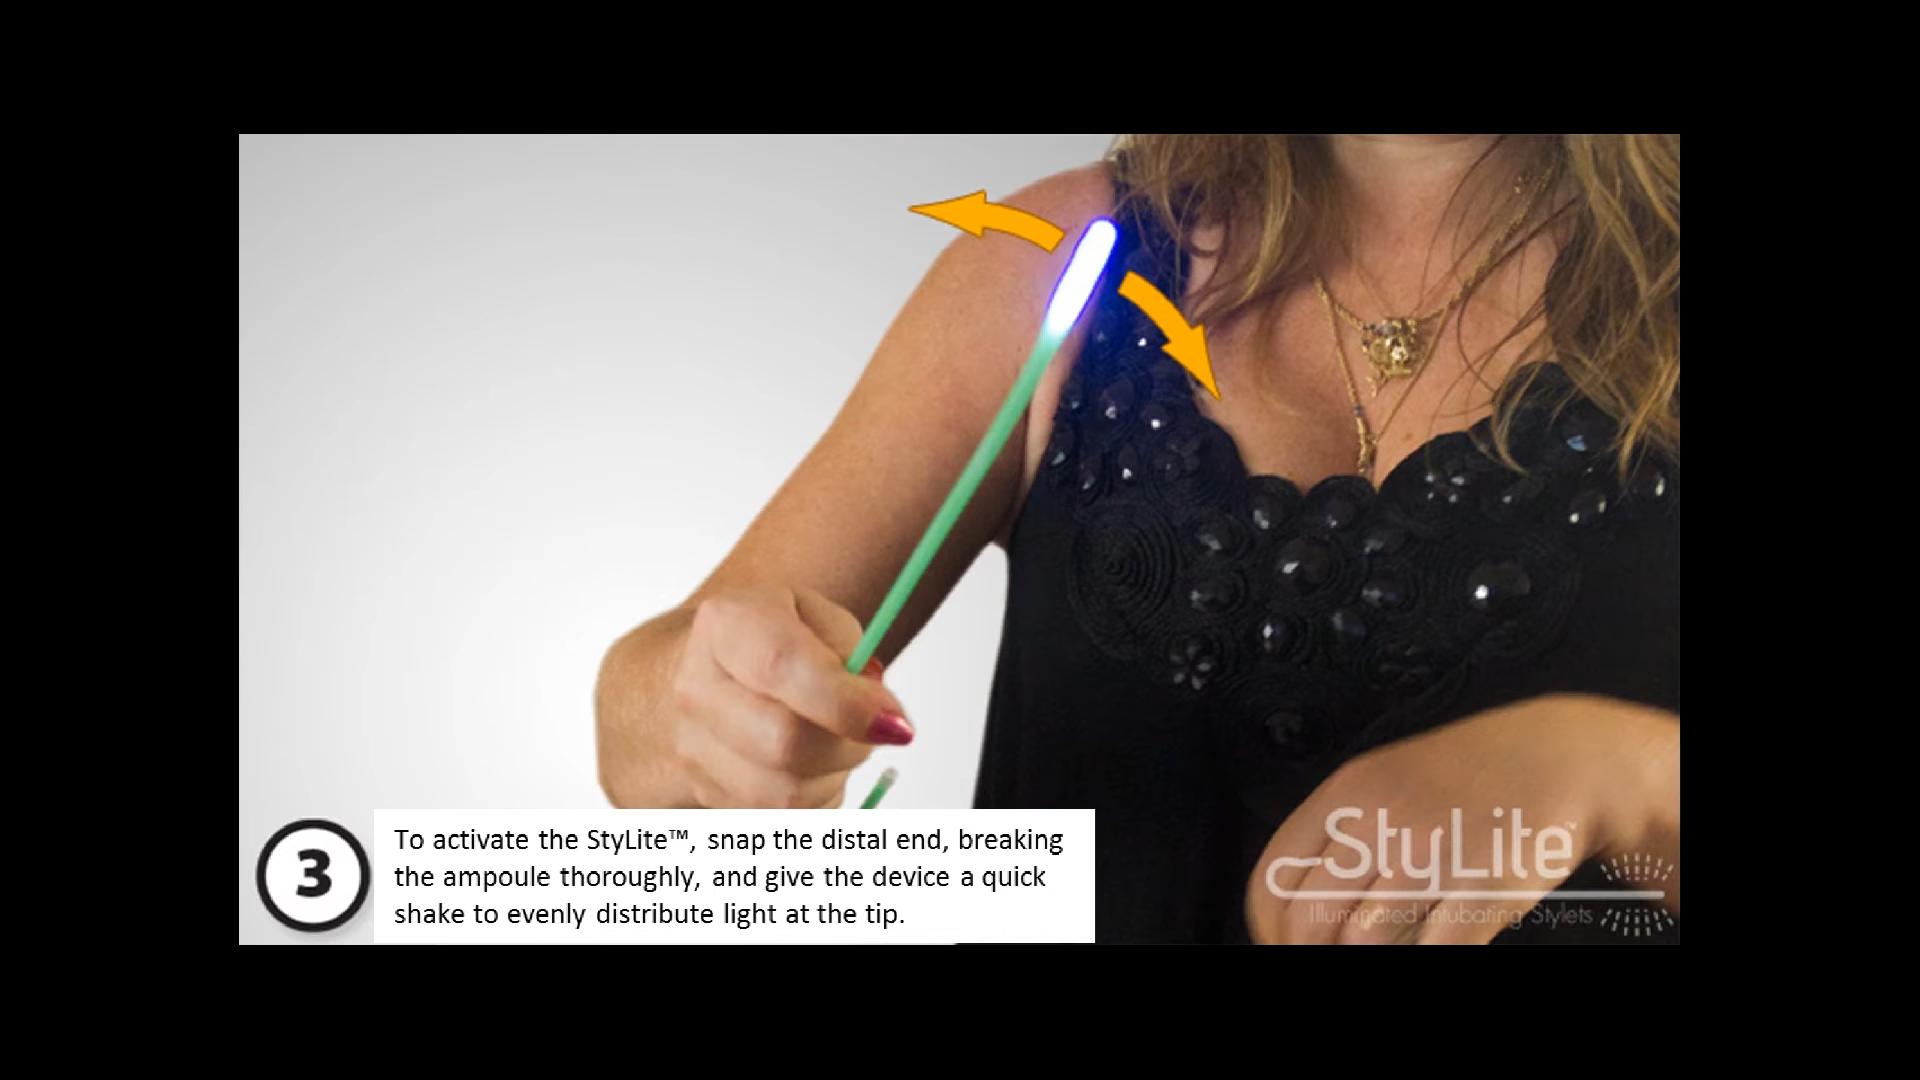 3
To activate the StyLite™, snap the distal end, breaking
the ampoule thoroughly, and give the device a quick
shake to evenly distribute light at the tip.
StyLite™
Illuminated Intubating Stylets